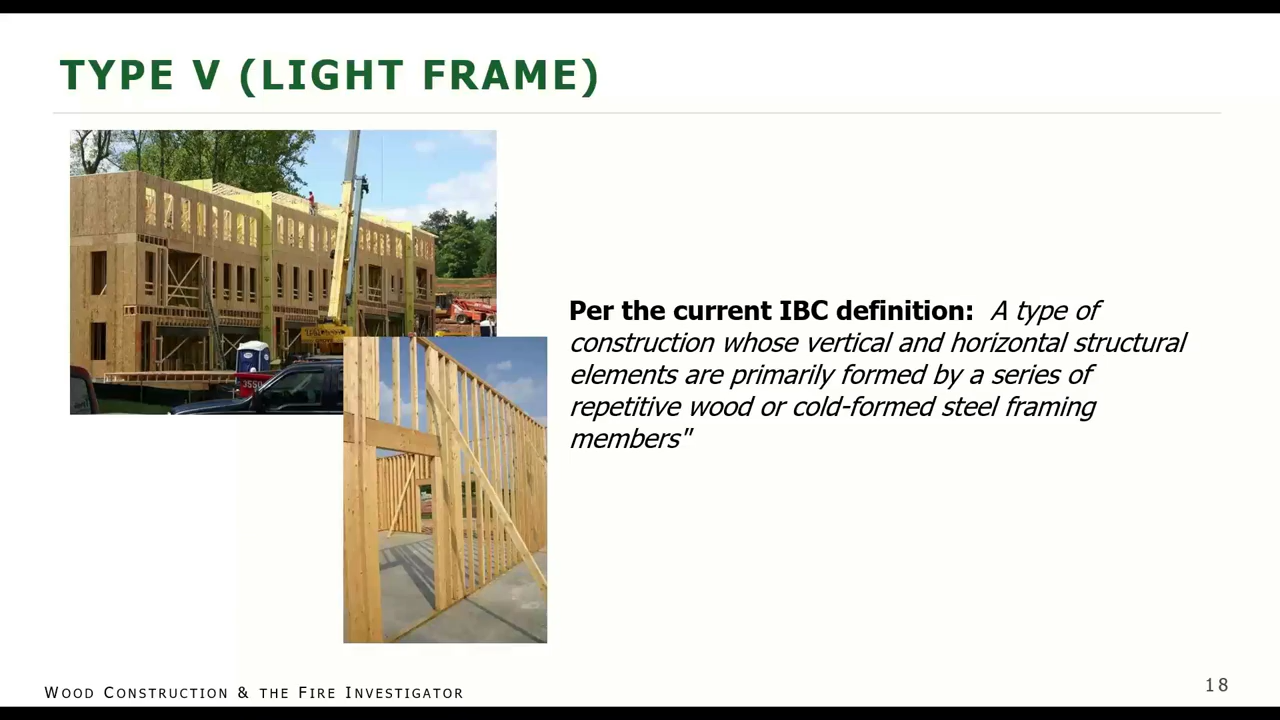 TYPE V (LIGHT FRAME)
Per the current IBC definition: A type of
construction whose vertical and horizontal structural
elements are primarily formed by a series of
repetitive wood or cold-formed steel framing
members"
3550
WOOD CONSTRUCTION & THE FIRE INVESTIGATOR
18